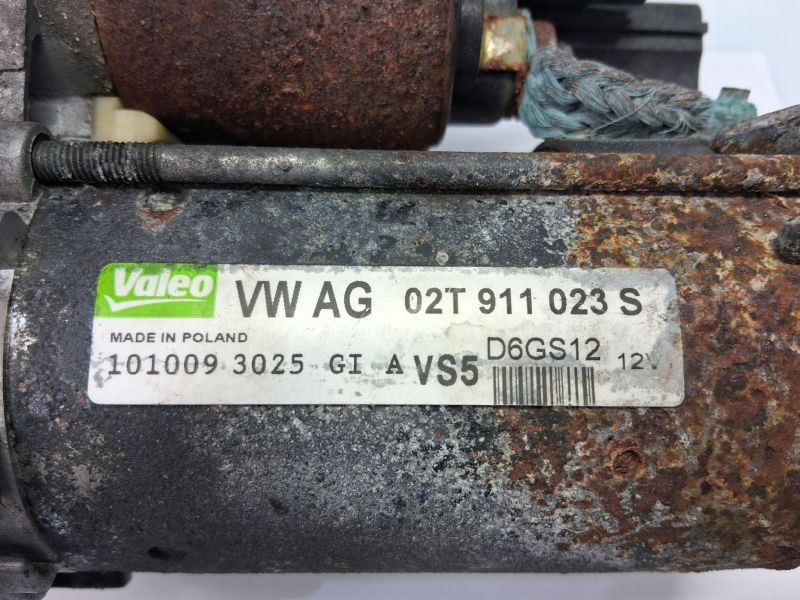 Valeo VW AG 02T 911 023 S
MADE IN POLAND
101009 3025 GI A VS5 D6GS12 12V